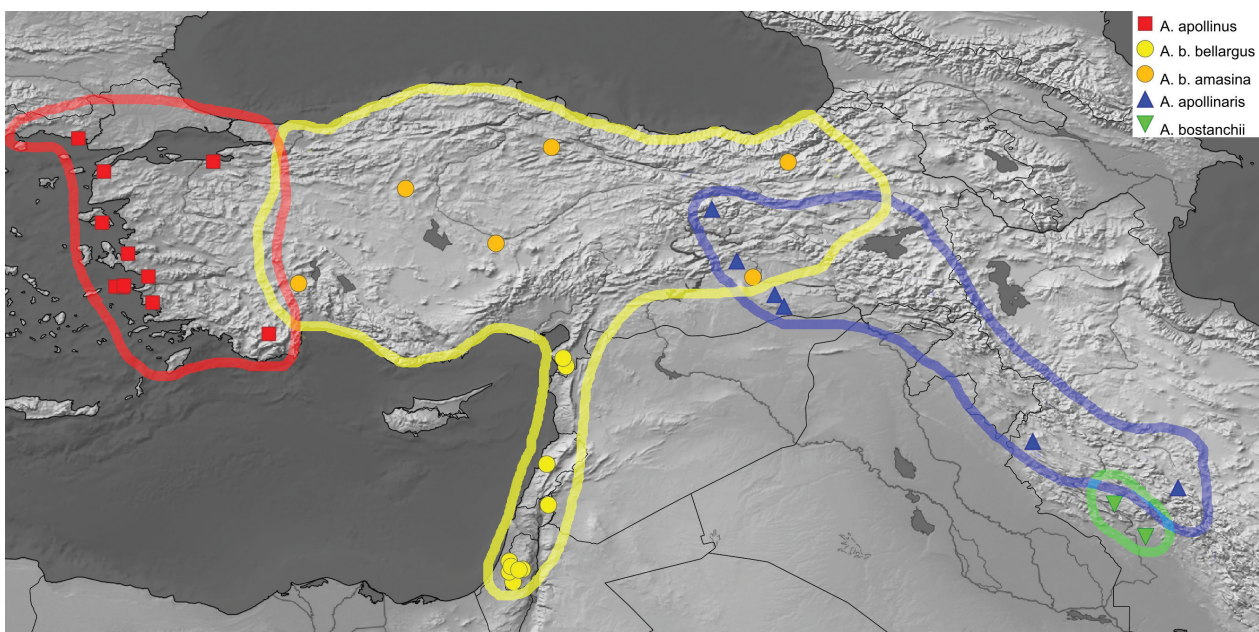 A. apollinus
A. b. bellargus
A. b. amasina
A. apollinaris
A. bostanchii